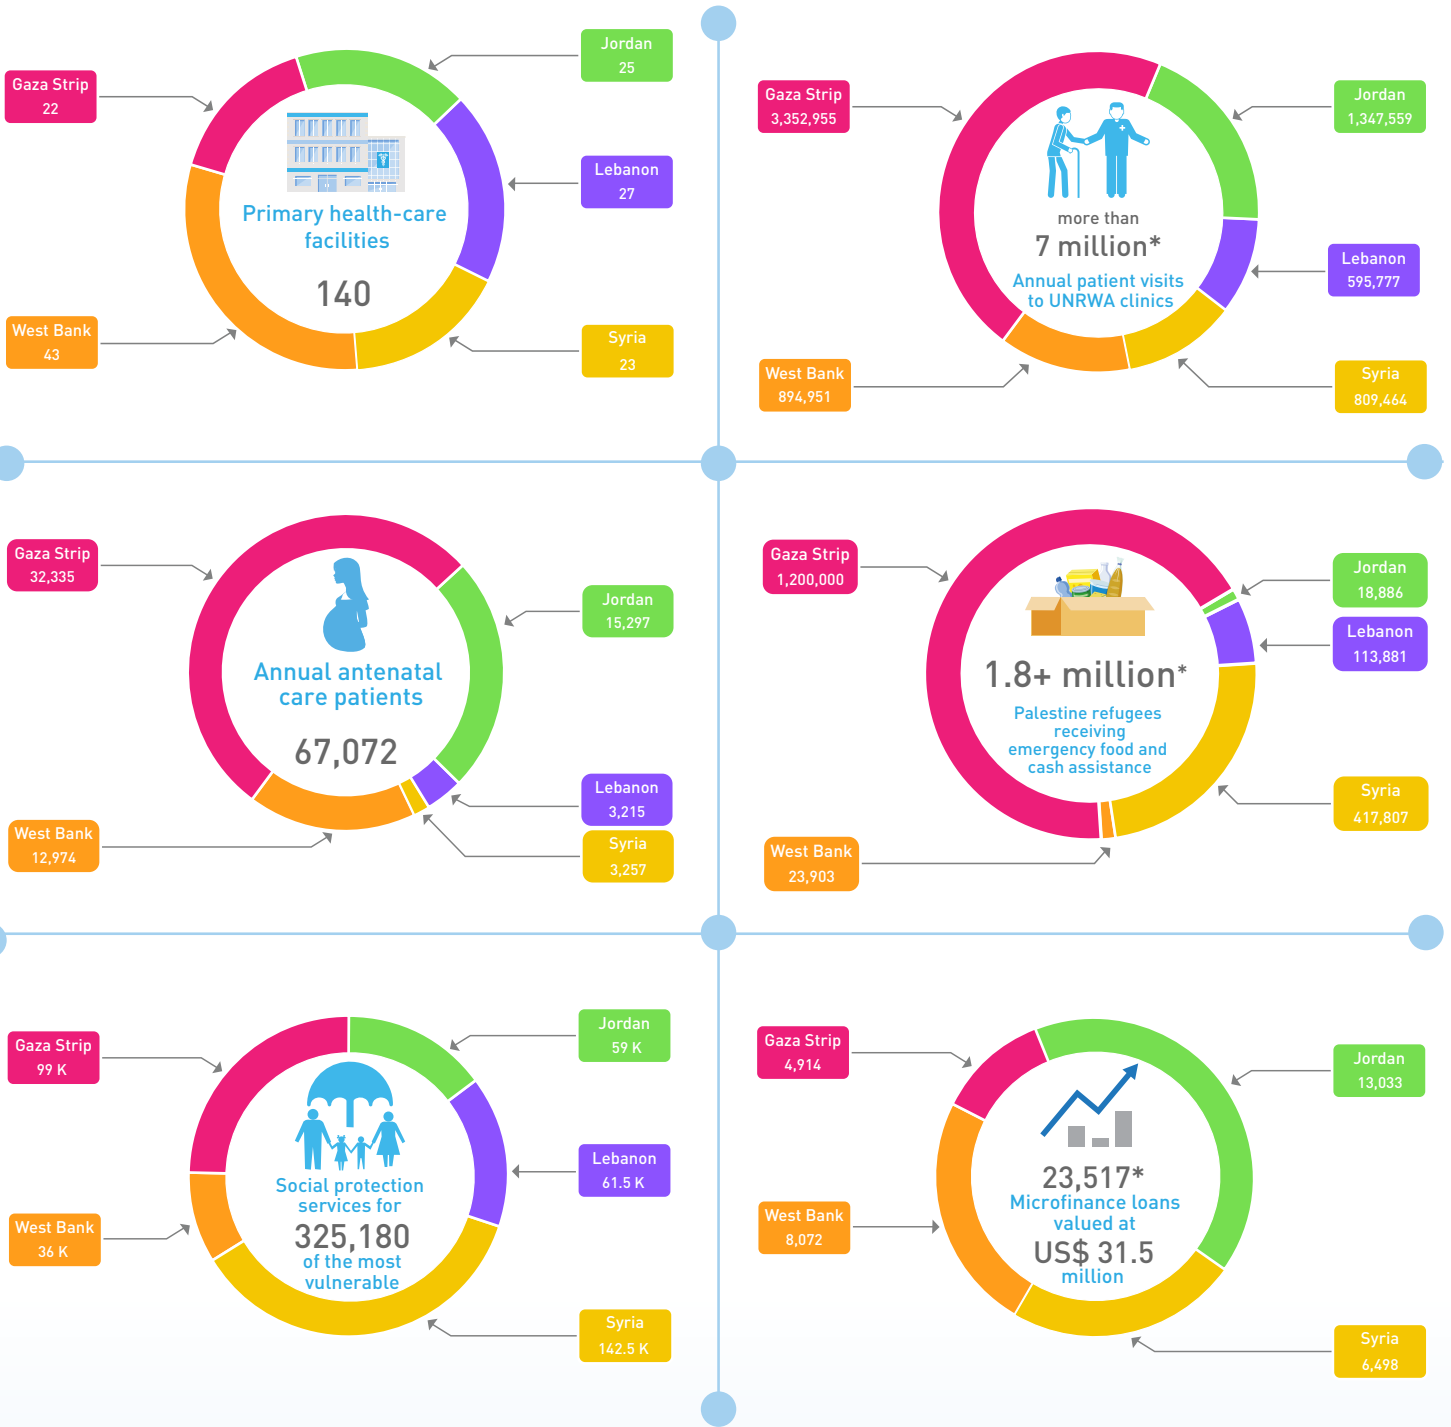 Gaza Strip
22
Jordan
25
Lebanon
27
Primary health-care
facilities
140
West Bank
43
Syria
23
Gaza Strip
3,352,955
Jordan
1,347,559
more than
7 million*
Annual patient visits
to UNRWA clinics
Lebanon
595,777
West Bank
894,951
Syria
809,464
Gaza Strip
32,335
Jordan
15,297
Annual antenatal
care patients
67,072
Lebanon
3,215
West Bank
12,974
Syria
3,257
Gaza Strip
1,200,000
Jordan
18,886
Lebanon
113,881
1.8+ million*
Palestine refugees
receiving
emergency food and
cash assistance
Syria
417,807
West Bank
23,903
Gaza Strip
99 K
Jordan
59 K
Lebanon
61.5 K
Social protection
services for
325,180
of the most
vulnerable
West Bank
36 K
Syria
142.5 K
Gaza Strip
4,914
Jordan
13,033
23,517*
Microfinance loans
valued at
US$ 31.5
million
West Bank
8,072
Syria
6,498